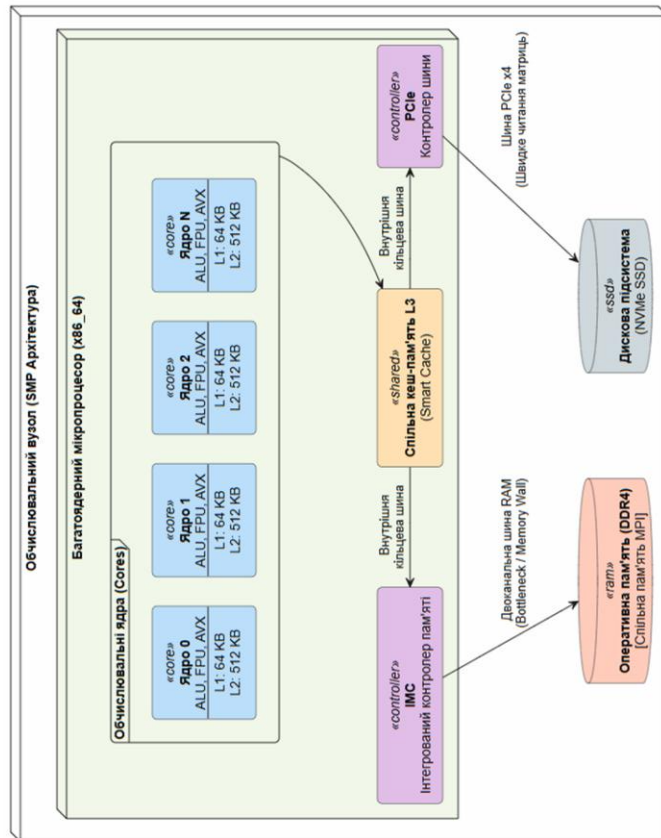 Обчислювальний вузол (SMP Архітектура)
Багатоядерний мікропроцесор (x86_64)
Обчислювальні ядра (Cores)
«core»
Ядро 0
ALU, FPU, AVX
L1: 64 KB
L2: 512 KB
«core»
Ядро 1
ALU, FPU, AVX
L1: 64 KB
L2: 512 KB
«core»
Ядро 2
ALU, FPU, AVX
L1: 64 KB
L2: 512 KB
«core»
Ядро N
ALU, FPU, AVX
L1: 64 KB
L2: 512 KB
«controller»
IMC
Інтегрований контролер пам'яті
Внутрішня
кільцева шина
«shared»
Спільна кеш-пам'ять L3
(Smart Cache)
Внутрішня
кільцева шина
«controller»
PCIe
Контролер шини
Двоканальна шина RAM
(Bottleneck / Memory Wall)
Шина PCIe x4
(Швидке читання матриць)
«ram»
Оперативна пам'ять (DDR4)
[Спільна пам'ять MPI]
«ssd»
Дискова підсистема
(NVMe SSD)